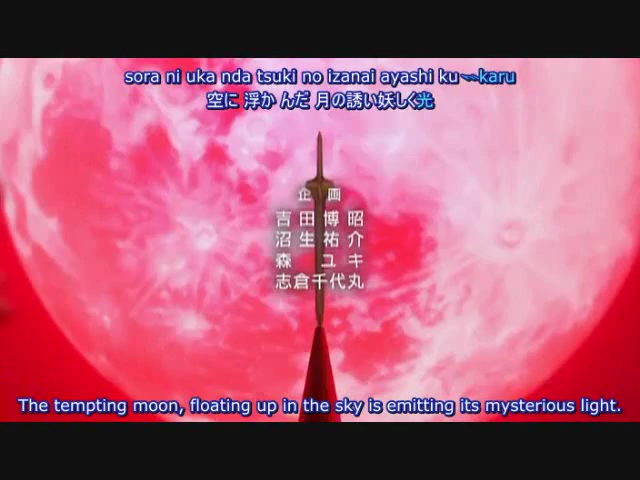 sora ni uka nda tsuki no izanai ayashi ku karu
空に 浮か んだ 月の誘い妖しく光
企 画
吉 田 博 昭
沼 生 祐 介
森 ユ キ
志倉千代丸
The tempting moon, floating up in the sky is emitting its mysterious light.